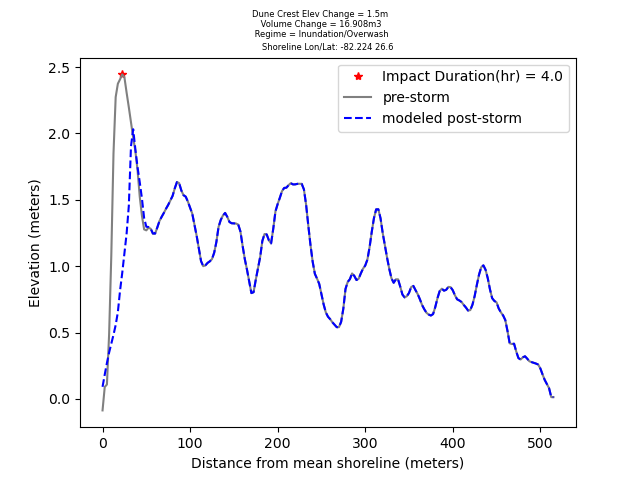 Dune Crest Elev Change = 1.5m
Volume Change = 16.908m3
Regime = Inundation/Overwash
Shoreline Lon/Lat: -82.224 26.6
Impact Duration(hr) = 4.0
pre-storm
modeled post-storm
Elevation (meters)
2.5
2.0
1.5
1.0
0.5
0.0
0 100 200 300 400 500
Distance from mean shoreline (meters)